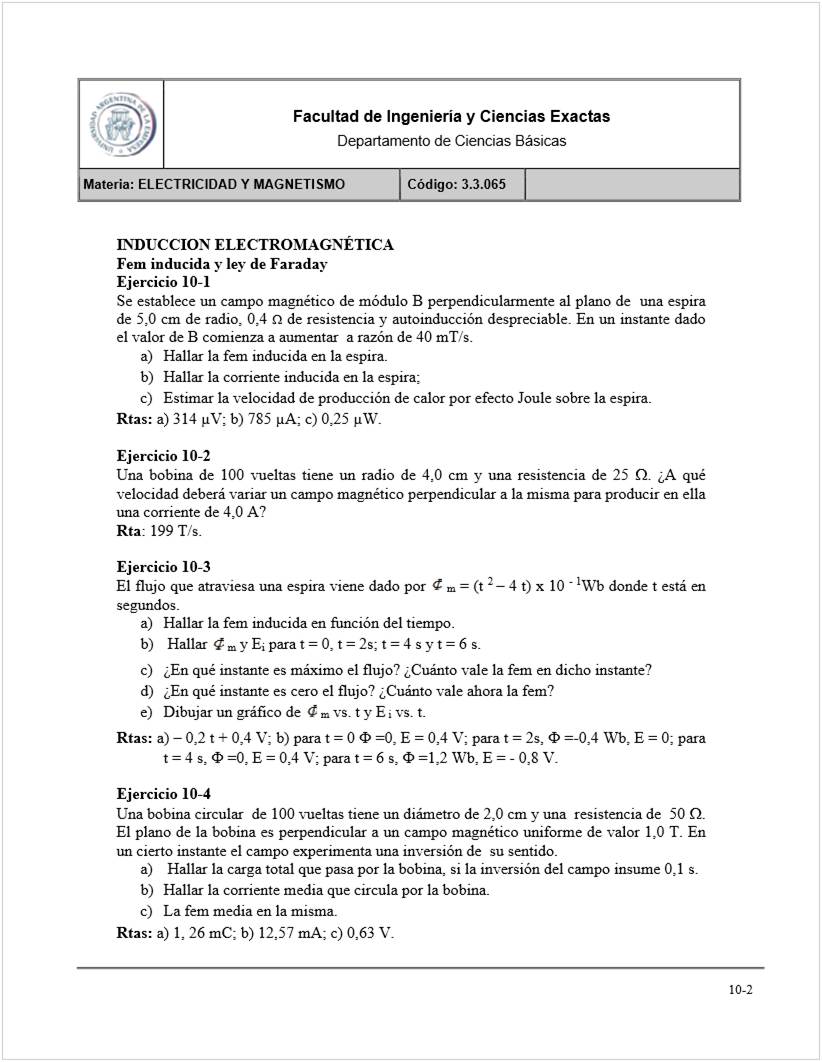 UNIVERSIDAD ARGENTINA DE LA EMPRESA
Facultad de Ingeniería y Ciencias Exactas
Departamento de Ciencias Básicas
Materia: ELECTRICIDAD Y MAGNETISMO Código: 3.3.065
INDUCCION ELECTROMAGNÉTICA
Fem inducida y ley de Faraday
Ejercicio 10-1
Se establece un campo magnético de módulo B perpendicularmente al plano de una espira
de 5,0 cm de radio, 0,4 Ω de resistencia y autoinducción despreciable. En un instante dado
el valor de B comienza a aumentar a razón de 40 mT/s.
a) Hallar la fem inducida en la espira.
b) Hallar la corriente inducida en la espira;
c) Estimar la velocidad de producción de calor por efecto Joule sobre la espira.
Rtas: a) 314 µV; b) 785 µA; c) 0,25 µW.
Ejercicio 10-2
Una bobina de 100 vueltas tiene un radio de 4,0 cm y una resistencia de 25 Ω. ¿A qué
velocidad deberá variar un campo magnético perpendicular a la misma para producir en ella
una corriente de 4,0 A?
Rta: 199 T/s.
Ejercicio 10-3
El flujo que atraviesa una espira viene dado por ₵ m = (t 2 – 4 t) x 10 - 1Wb donde t está en
segundos.
a) Hallar la fem inducida en función del tiempo.
b) Hallar ₵ m y Ei para t = 0, t = 2s; t = 4 s y t = 6 s.
c) ¿En qué instante es máximo el flujo? ¿Cuánto vale la fem en dicho instante?
d) ¿En qué instante es cero el flujo? ¿Cuánto vale ahora la fem?
e) Dibujar un gráfico de ₵ m vs. t y E i vs. t.
Rtas: a) – 0,2 t + 0,4 V; b) para t = 0 Φ =0, E = 0,4 V; para t = 2s, Φ =-0,4 Wb, E = 0; para
t = 4 s, Φ =0, E = 0,4 V; para t = 6 s, Φ =1,2 Wb, E = - 0,8 V.
Ejercicio 10-4
Una bobina circular de 100 vueltas tiene un diámetro de 2,0 cm y una resistencia de 50 Ω.
El plano de la bobina es perpendicular a un campo magnético uniforme de valor 1,0 T. En
un cierto instante el campo experimenta una inversión de su sentido.
a) Hallar la carga total que pasa por la bobina, si la inversión del campo insume 0,1 s.
b) Hallar la corriente media que circula por la bobina.
c) La fem media en la misma.
Rtas: a) 1, 26 mC; b) 12,57 mA; c) 0,63 V.
10-2